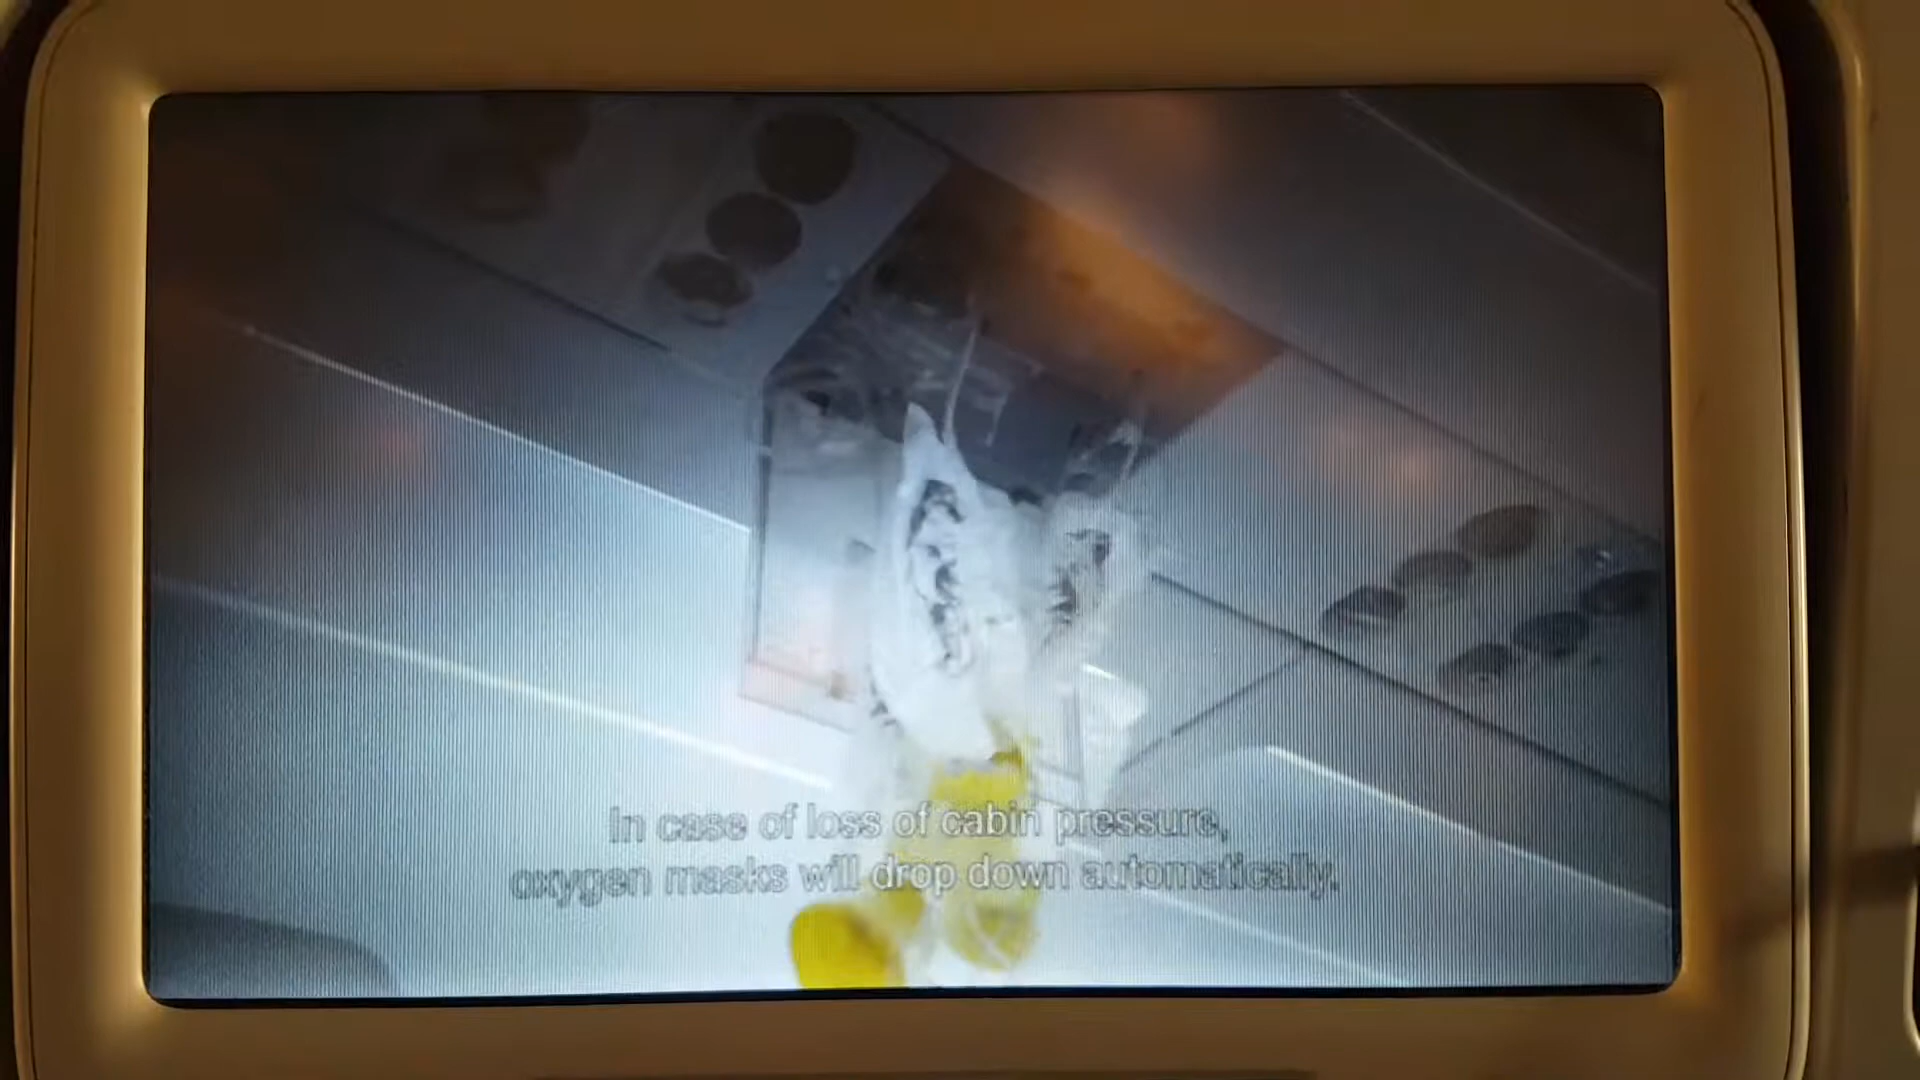 In case of loss of cabin pressure,
oxygen masks will drop down automatically.